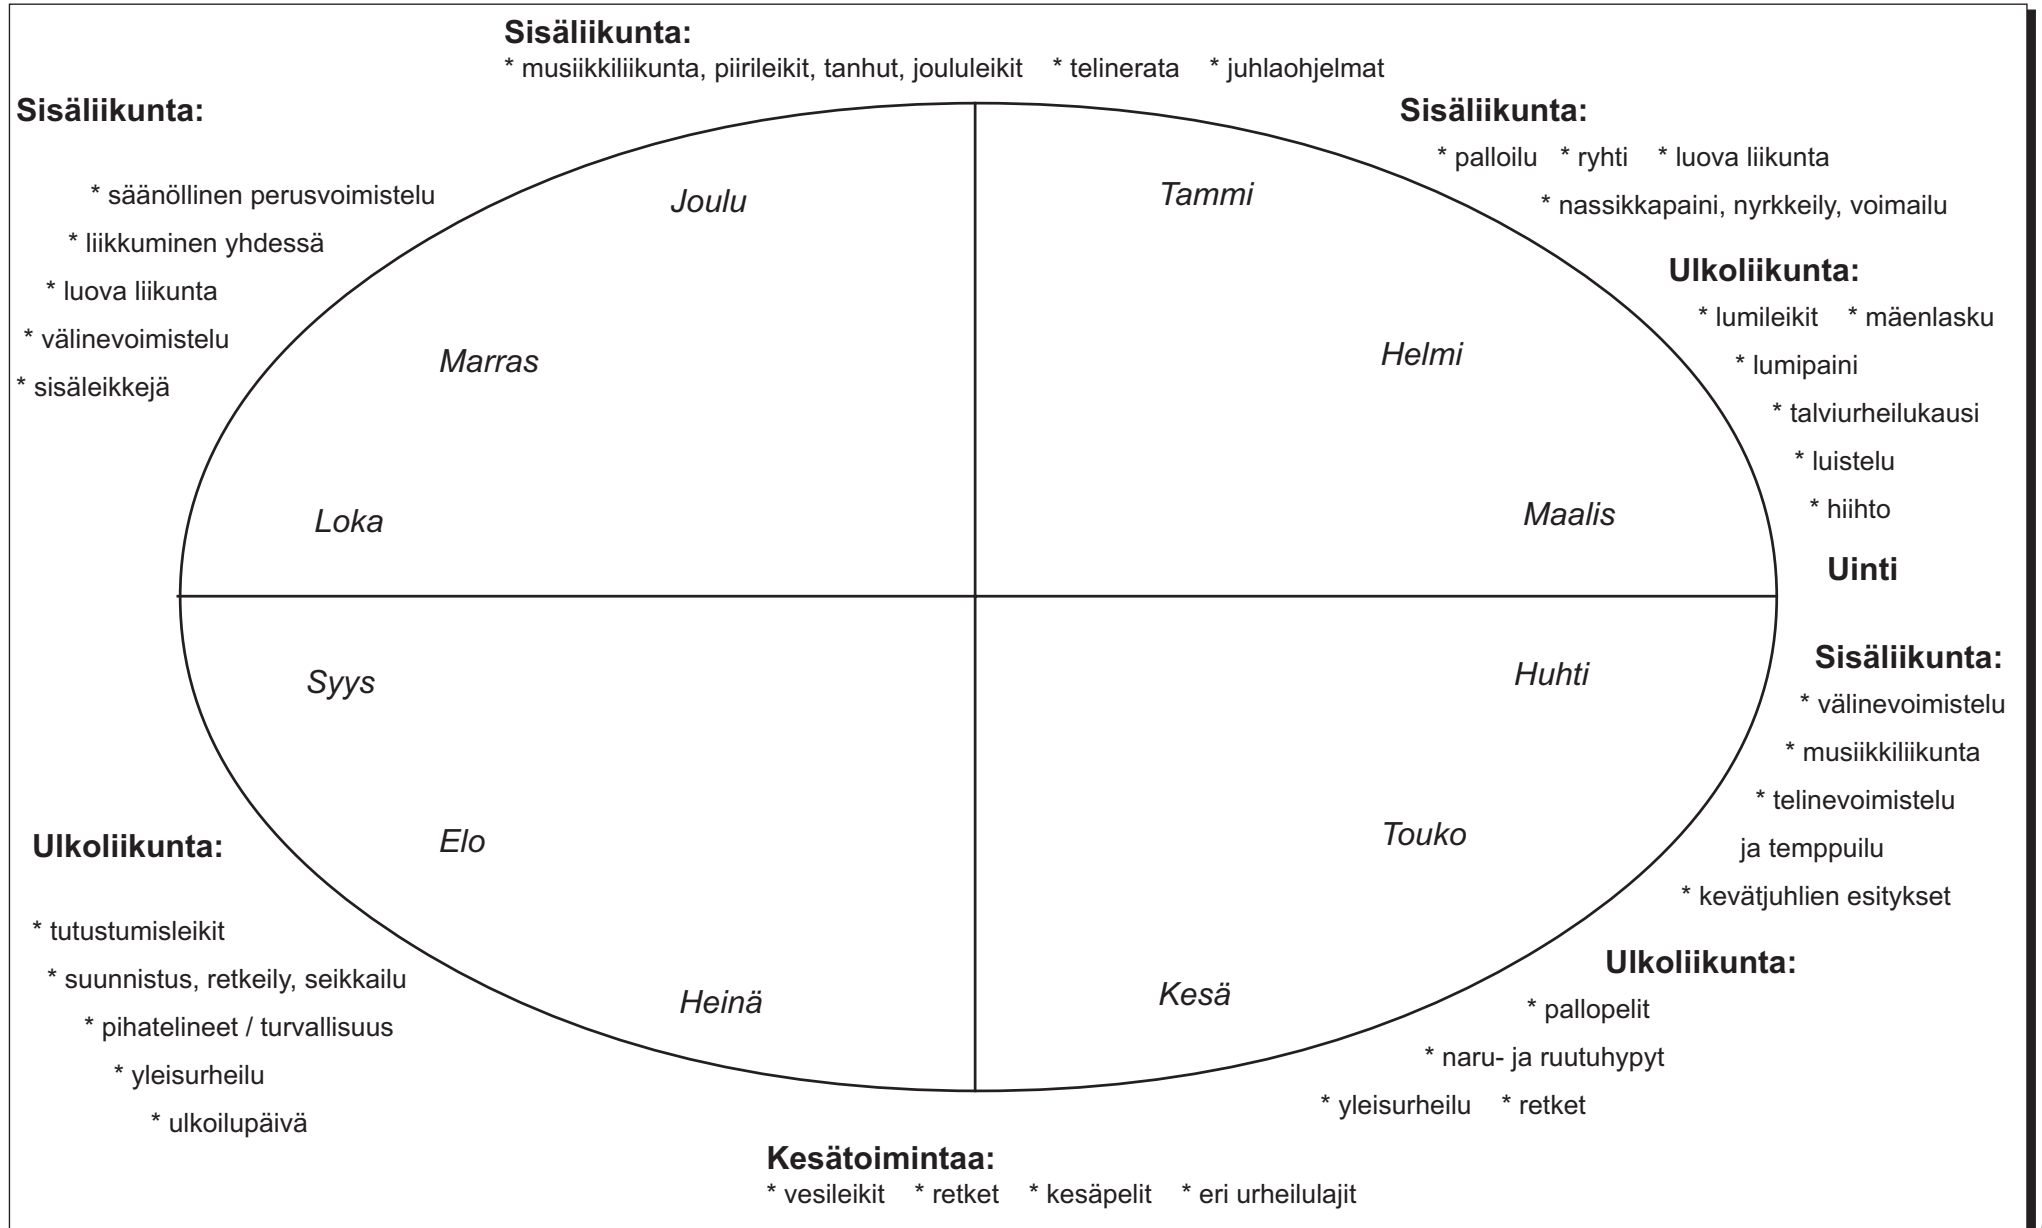 Sisäliikunta:
* musiikkiliikunta, piirileikit, tanhut, joululeikit * telinerata * juhlaohjelmat
Sisäliikunta:
* säänöllinen perusvoimistelu
* liikkuminen yhdessä
* luova liikunta
* välinevoimistelu
* sisäleikkejä
Sisäliikunta:
* palloilu * ryhti * luova liikunta
* nassikkapaini, nyrkkeily, voimailu
Ulkoliikunta:
* lumileikit * mäenlasku
* lumipaini
* talviurheilukausi
* luistelu
* hiihto
Uinti
Joulu
Tammi
Marras
Helmi
Loka
Maalis
Syys
Huhti
Elo
Touko
Heinä
Kesä
Sisäliikunta:
* välinevoimistelu
* musiikkiliikunta
* telinevoimistelu
ja temppuilu
* kevätjuhlien esitykset
Ulkoliikunta:
* pallopelit
* naru- ja ruutuhypyt
* yleisurheilu * retket
Ulkoliikunta:
* tutustumisleikit
* suunnistus, retkeily, seikkailu
* pihatelineet / turvallisuus
* yleisurheilu
* ulkoilupäivä
Kesätoimintaa:
* vesileikit * retket * kesäpelit * eri urheilulajit